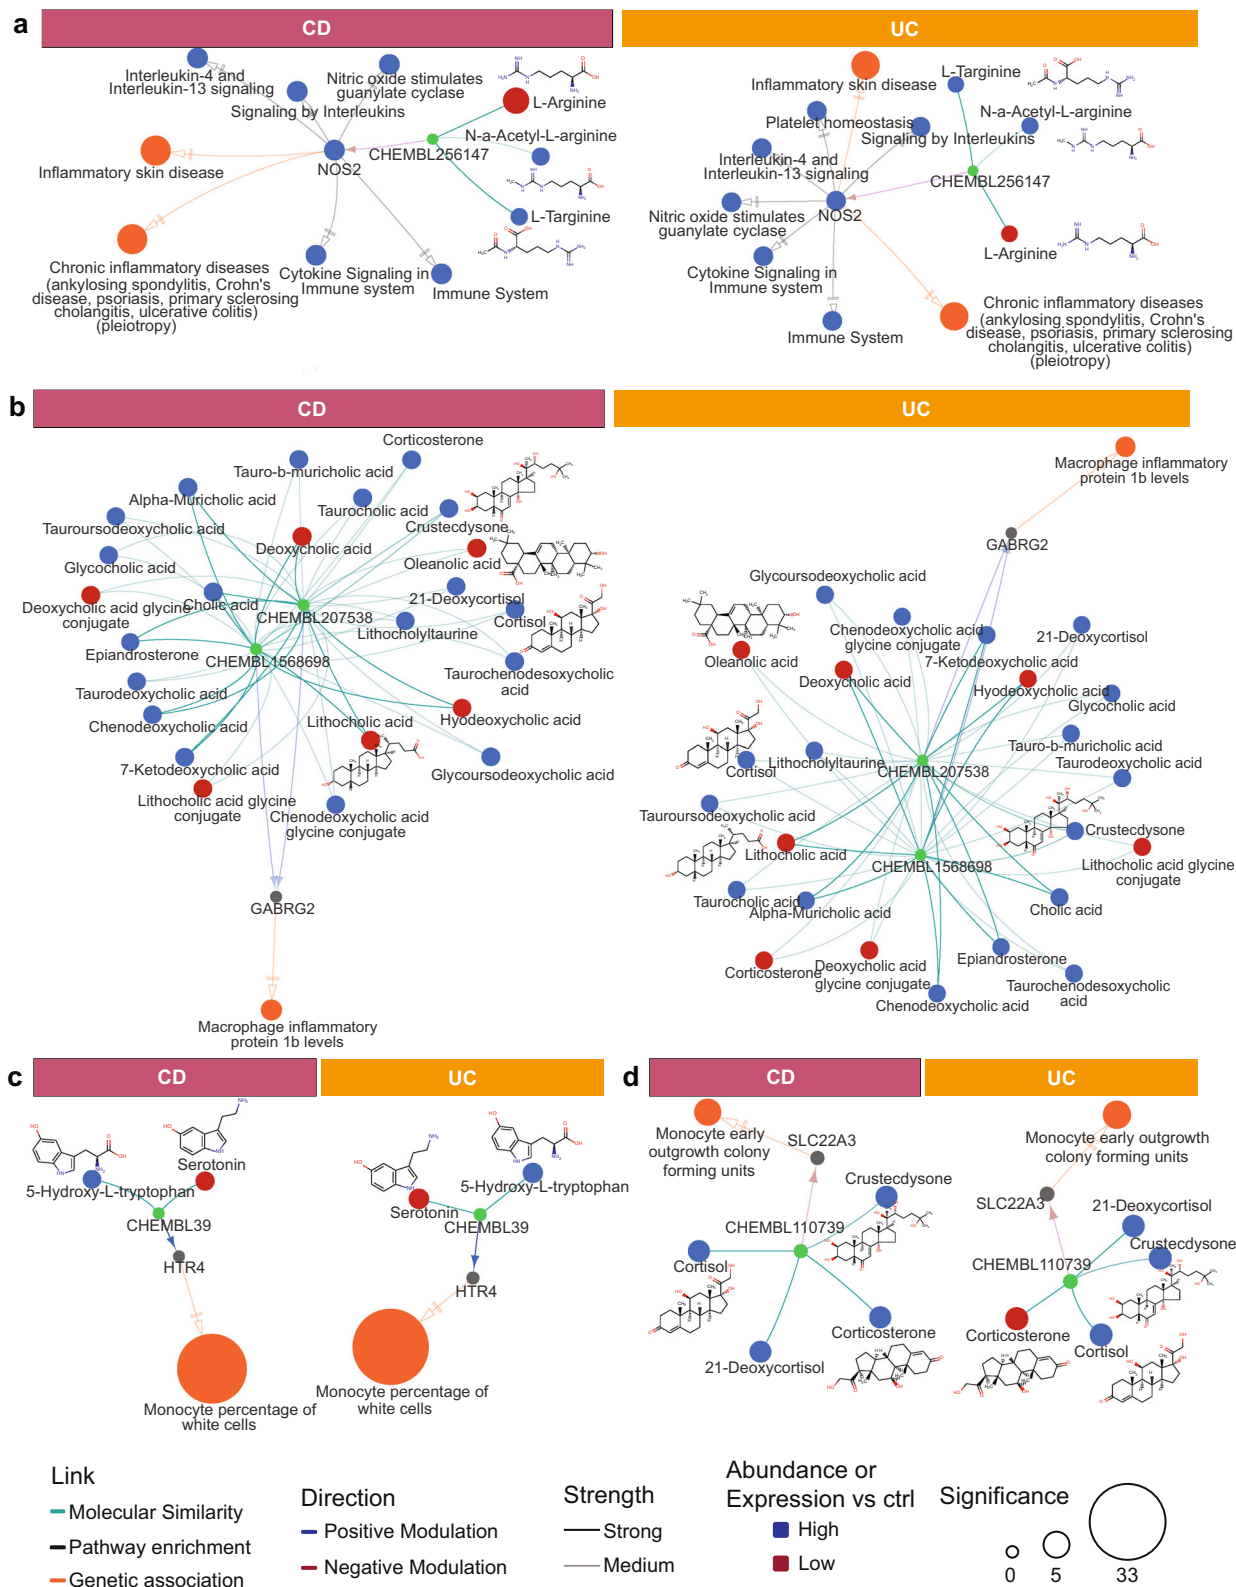 a
CD
UC
Interleukin-4 and
Interleukin-13 signaling
Nitric oxide stimulates
guanylate cyclase
Signaling by Interleukins
L-Arginine
N-a-Acetyl-L-arginine
CHEMBL256147
NOS2
Inflammatory skin disease
L-Targinine
Chronic inflammatory diseases
(ankylosing spondylitis, Crohn's
disease, psoriasis, primary sclerosing
cholangitis, ulcerative colitis)
(pleiotropy)
Cytokine Signaling in
Immune system
Immune System
Inflammatory skin disease
L-Targinine
Platelet homeostasis
N-a-Acetyl-L-arginine
Signaling by Interleukins
Interleukin-4 and
Interleukin-13 signaling
CHEMBL256147
NOS2
Nitric oxide stimulates
guanylate cyclase
L-Arginine
Cytokine Signaling in
Immune system
Immune System
Chronic inflammatory diseases
(ankylosing spondylitis, Crohn's
disease, psoriasis, primary sclerosing
cholangitis, ulcerative colitis)
(pleiotropy)
b
CD
UC
Corticosterone
Tauro-b-muricholic acid
Alpha-Muricholic acid
Taurocholic acid
Tauroursodeoxycholic acid
Crustecdysone
Deoxycholic acid
Glycocholic acid
Oleanolic acid
21-Deoxycortisol
Deoxycholic acid glycine
conjugate
Cholic acid
CHEMBL207538
Cortisol
Lithocholyltaurine
Epiandrosterone
CHEMBL1568698
Taurochenodesoxycholic
acid
Taurodeoxycholic acid
Chenodeoxycholic acid
Lithocholic acid
Hyodeoxycholic acid
7-Ketodeoxycholic acid
Glycoursodeoxycholic acid
Lithocholic acid glycine
conjugate
Chenodeoxycholic acid
glycine conjugate
GABRG2
Macrophage inflammatory
protein 1b levels
Macrophage inflammatory
protein 1b levels
GABRG2
Glycoursodeoxycholic acid
Chenodeoxycholic acid
glycine conjugate
21-Deoxycortisol
Oleanolic acid
7-Ketodeoxycholic acid
Deoxycholic acid
Hyodeoxycholic acid
Glycocholic acid
Tauro-b-muricholic acid
Lithocholyltaurine
Cortisol
CHEMBL207538
Taurodeoxycholic acid
Tauroursodeoxycholic acid
Crustecdysone
Lithocholic acid
CHEMBL1568698
Lithocholic acid glycine
conjugate
Taurocholic acid
Alpha-Muricholic acid
Cholic acid
Epiandrosterone
Corticosterone
Deoxycholic acid
glycine conjugate
Taurochenodesoxycholic
acid
Chenodeoxycholic acid
c
CD
UC
Serotonin
5-Hydroxy-L-tryptophan
CHEMBL39
HTR4
Monocyte percentage of
white cells
5-Hydroxy-L-tryptophan
Serotonin
CHEMBL39
HTR4
Monocyte percentage of
white cells
d
CD
UC
Monocyte early
outgrowth colony
forming units
SLC22A3
Crustecdysone
CHEMBL110739
Cortisol
Corticosterone
21-Deoxycortisol
Monocyte early outgrowth
colony forming units
SLC22A3
21-Deoxycortisol
Crustecdysone
CHEMBL110739
Corticosterone
Cortisol
Link
Molecular Similarity
Pathway enrichment
Genetic association
Direction
Positive Modulation
Negative Modulation
Strength
Strong
Medium
Abundance or
Expression vs ctrl
High
Low
Significance
0
5
33